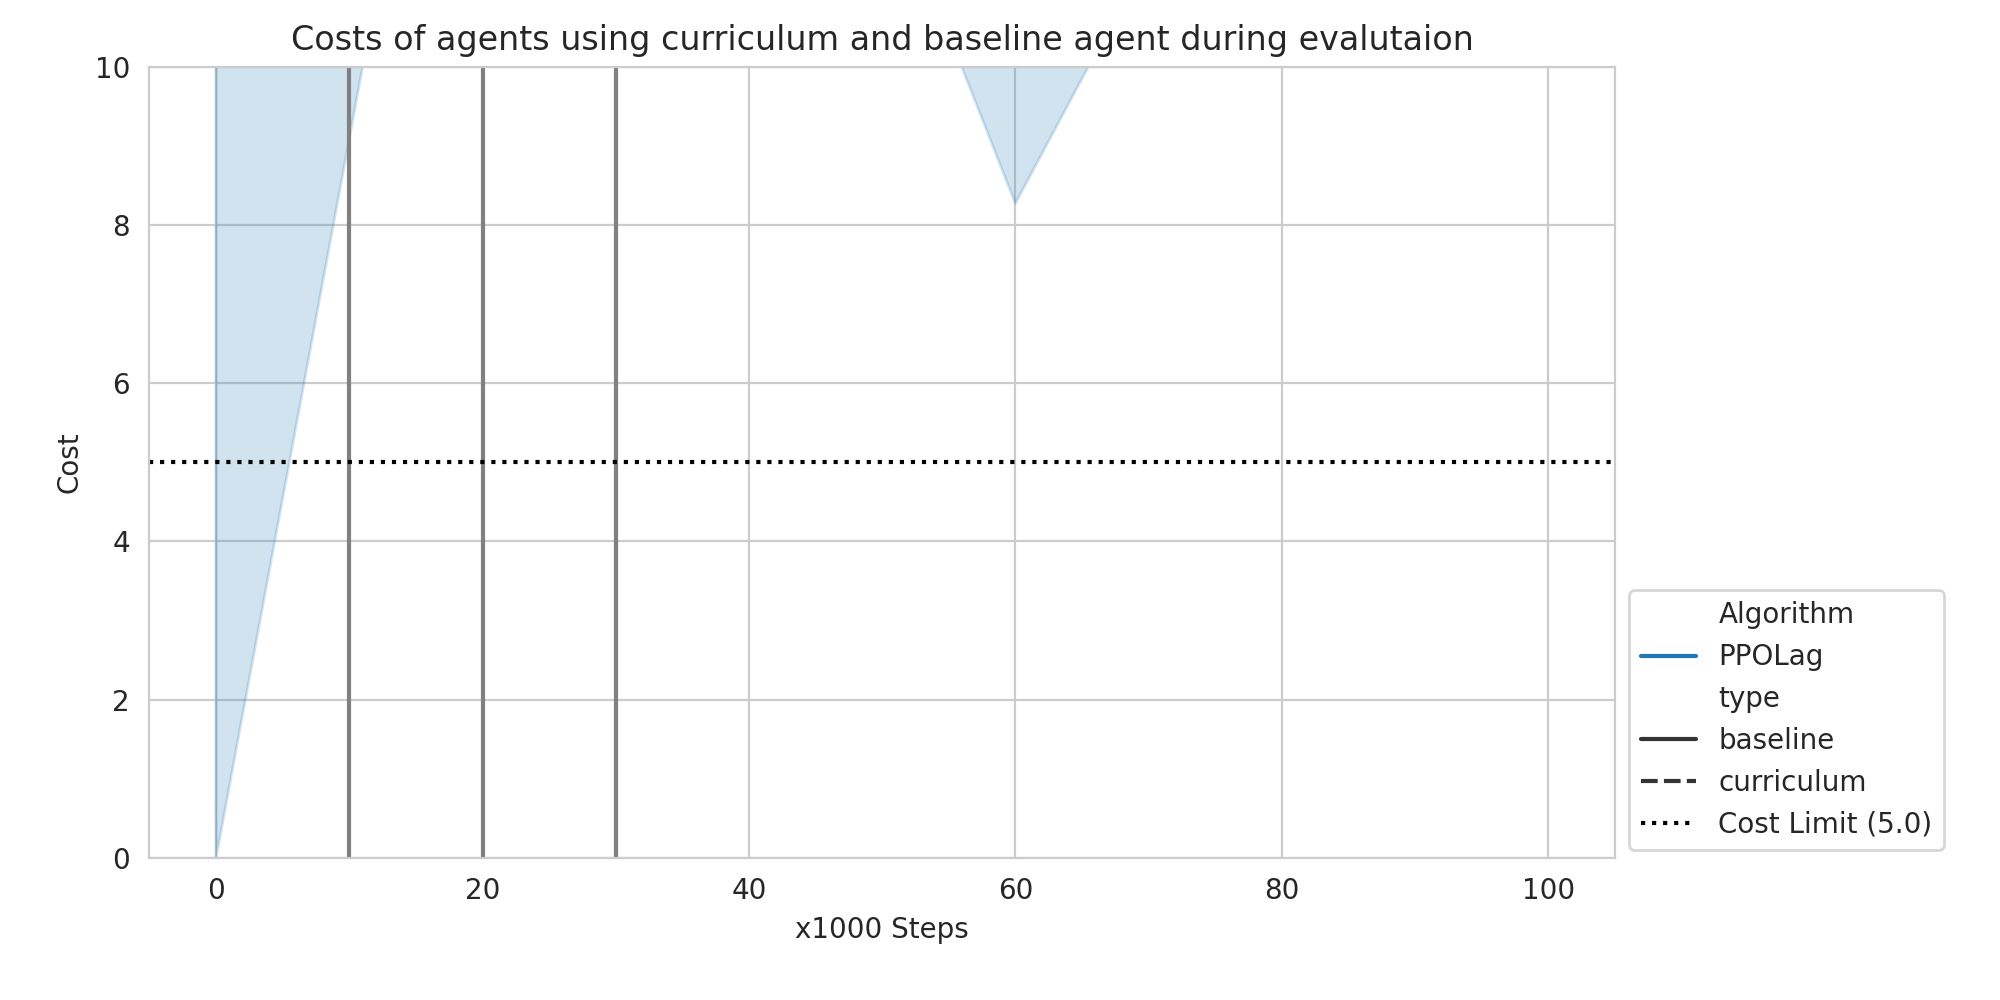 Costs of agents using curriculum and baseline agent during evalutaion
10
8
6
4
2
0
Cost
0 20 40 60 80 100
x1000 Steps
Algorithm
PPOLag
type
baseline
curriculum
Cost Limit (5.0)